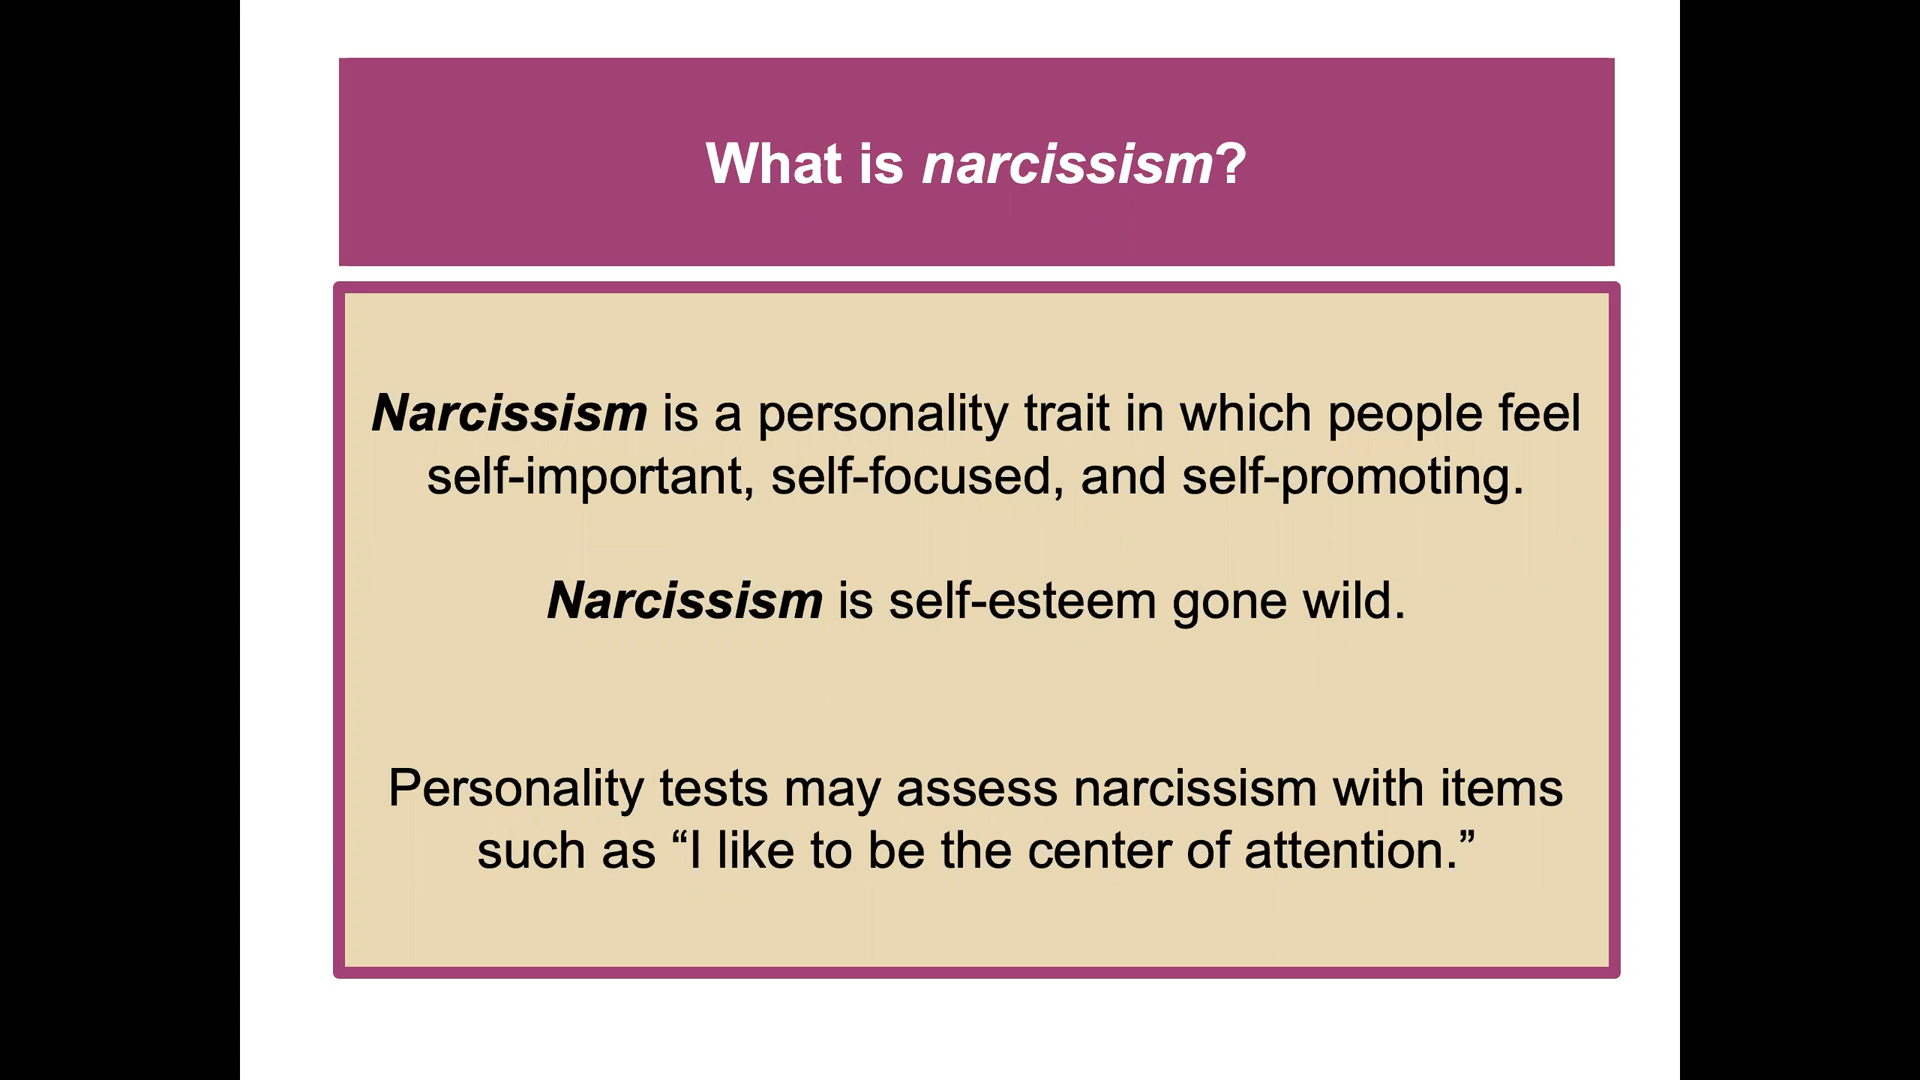 What is narcissism?
Narcissism is a personality trait in which people feel
self-important, self-focused, and self-promoting.
Narcissism is self-esteem gone wild.
Personality tests may assess narcissism with items
such as “I like to be the center of attention.”